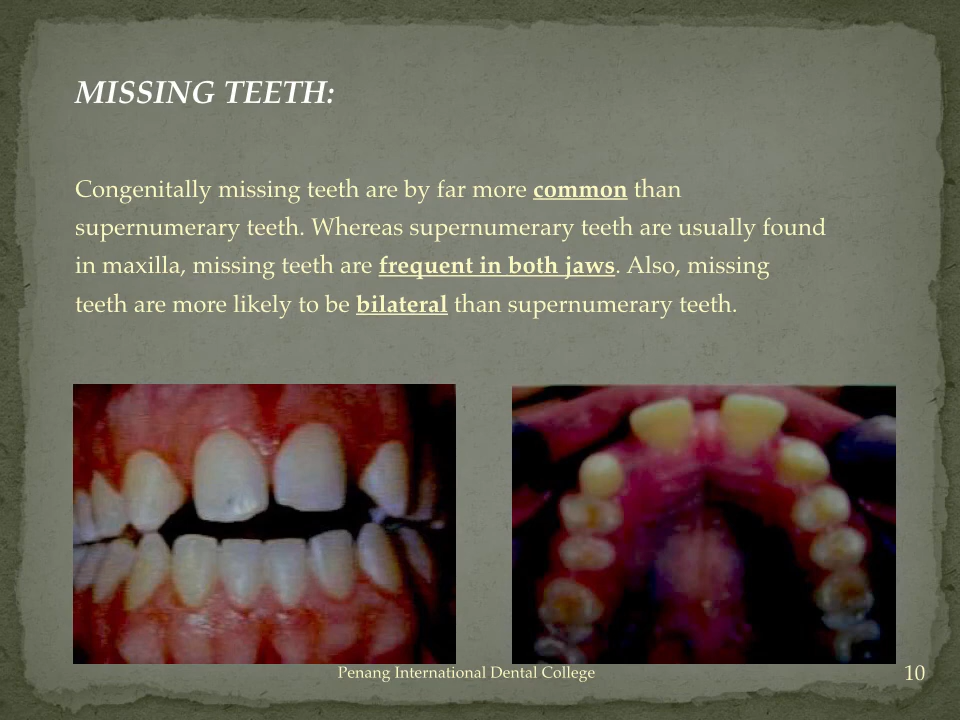 MISSING TEETH:
Congenitally missing teeth are by far more common than
supernumerary teeth. Whereas supernumerary teeth are usually found
in maxilla, missing teeth are frequent in both jaws. Also, missing
teeth are more likely to be bilateral than supernumerary teeth.
Penang International Dental College
10